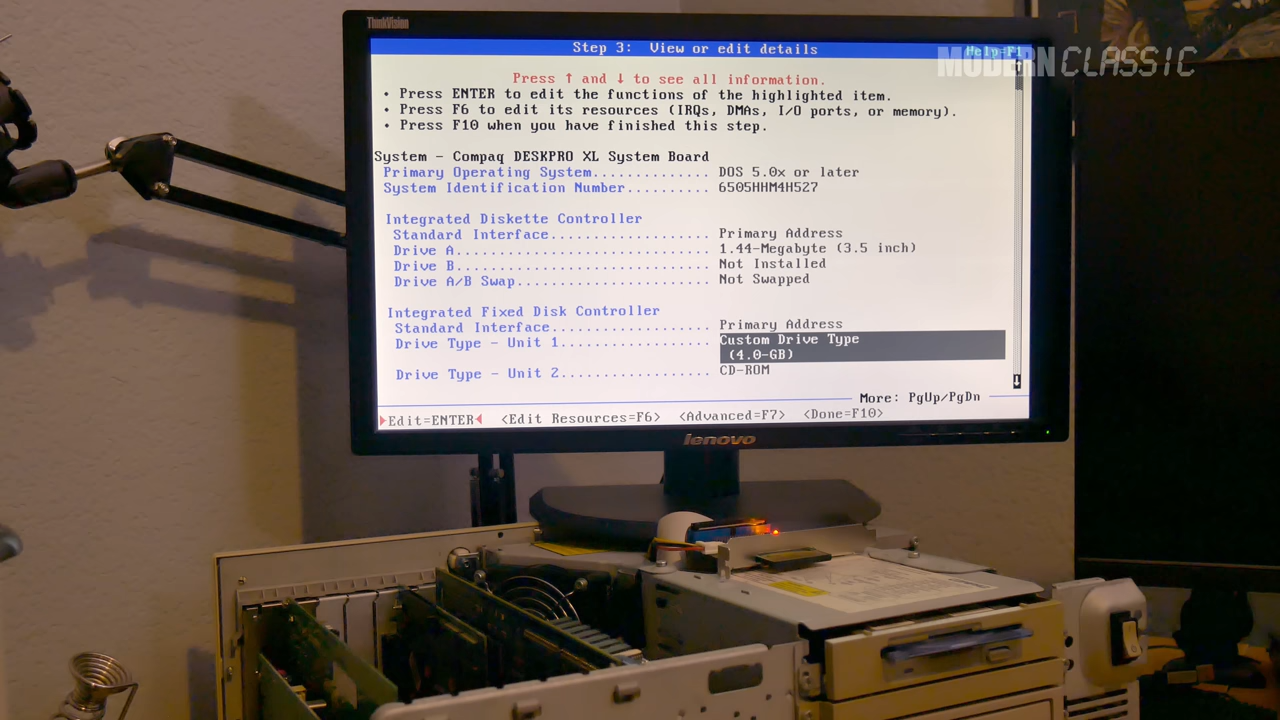 ThinkVision
Step 3: View or edit details
Help=F1
MODERN CLASSIC
Press ↑ and ↓ to see all information.
• Press ENTER to edit the functions of the highlighted item.
• Press F6 to edit its resources (IRQs, DMAs, I/O ports, or memory).
• Press F10 when you have finished this step.
System - Compaq DESKPRO XL System Board
Primary Operating System.............. DOS 5.0x or later
System Identification Number.......... 6505HHM4H527
Integrated Diskette Controller
Standard Interface................... Primary Address
Drive A.............................. 1.44-Megabyte (3.5 inch)
Drive B.............................. Not Installed
Drive A/B Swap....................... Not Swapped
Integrated Fixed Disk Controller
Standard Interface................... Primary Address
Drive Type - Unit 1.................. Custom Drive Type
(4.0-GB)
Drive Type - Unit 2.................. CD-ROM
More: PgUp/PgDn
Edit=ENTER <Edit Resources=F6> <Advanced=F7> <Done=F10>
lenovo